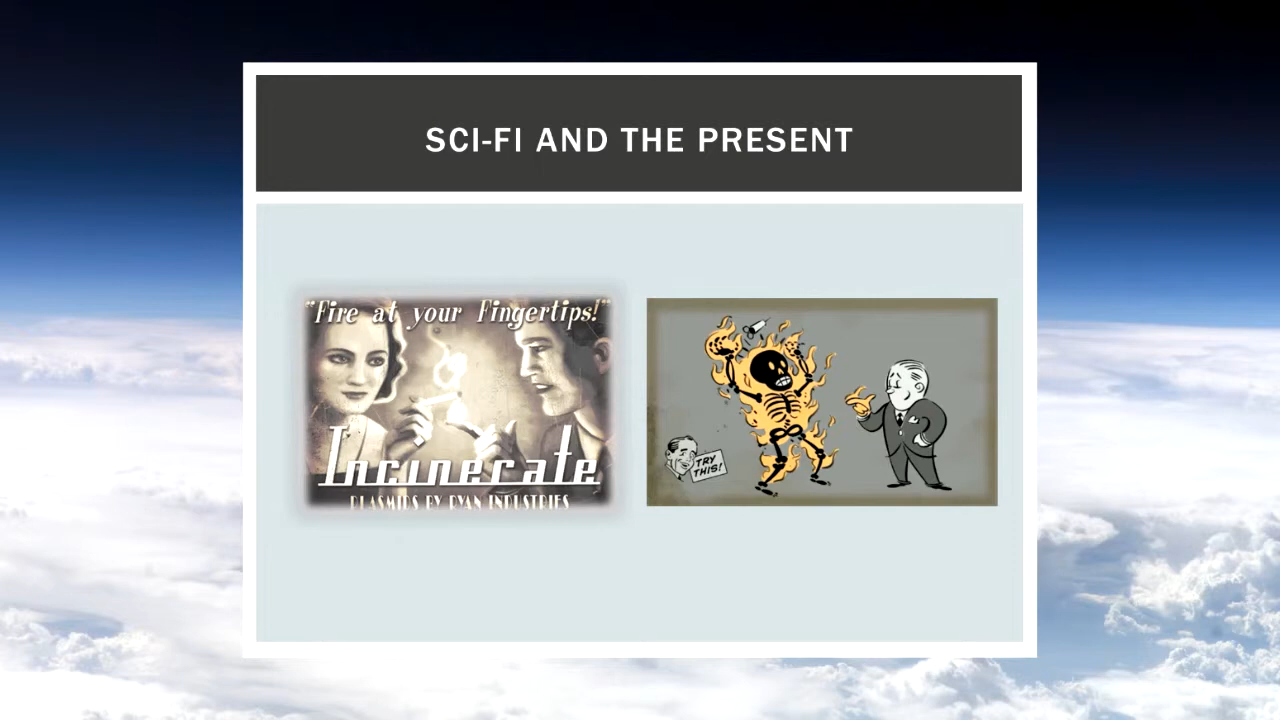 SCI-FI AND THE PRESENT
"Fire at your Fingertips!"
Incinerate
PLASMIDS BY RYAN INDUSTRIES
TRY
THIS!